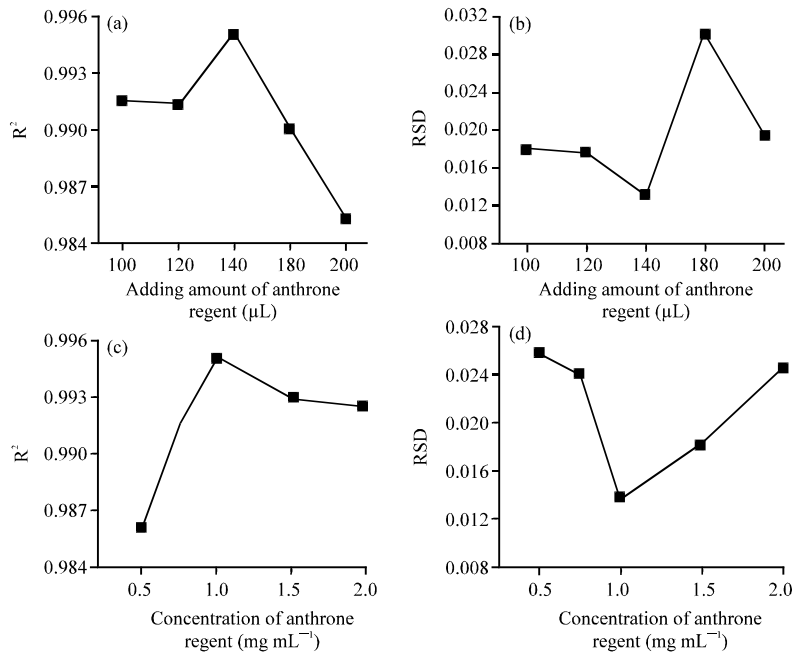 (a)
0.996
0.993
0.990
0.987
0.984
R²
100 120 140 180 200
Adding amount of anthrone
regent (µL)
(b)
0.032
0.028
0.024
0.020
0.016
0.012
0.008
RSD
100 120 140 180 200
Adding amount of anthrone
regent (µL)
(c)
0.996
0.993
0.990
0.987
0.984
R²
0.5 1.0 1.5 2.0
Concentration of anthrone
regent (mg mL⁻¹)
(d)
0.028
0.024
0.020
0.016
0.012
0.008
RSD
0.5 1.0 1.5 2.0
Concentration of anthrone
regent (mg mL⁻¹)